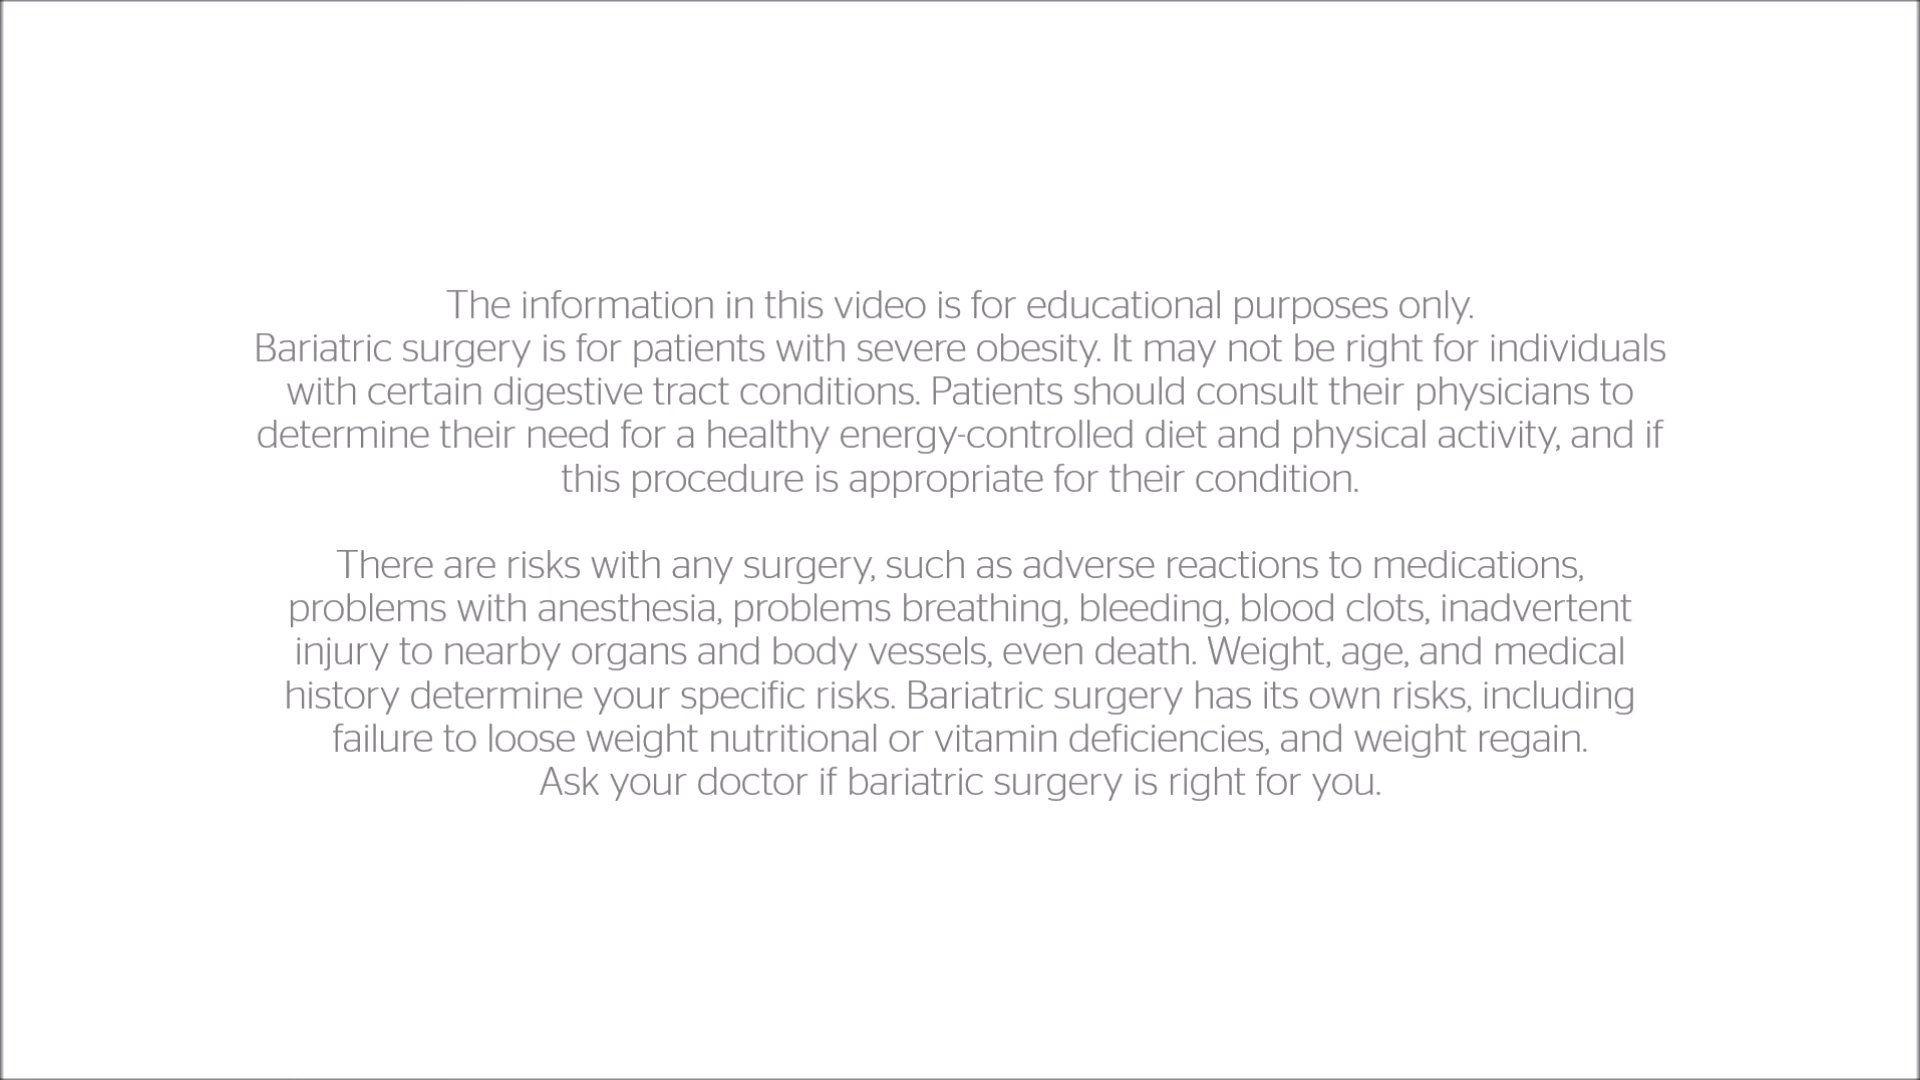 The information in this video is for educational purposes only.
Bariatric surgery is for patients with severe obesity. It may not be right for individuals
with certain digestive tract conditions. Patients should consult their physicians to
determine their need for a healthy energy-controlled diet and physical activity, and if
this procedure is appropriate for their condition.
There are risks with any surgery, such as adverse reactions to medications,
problems with anesthesia, problems breathing, bleeding, blood clots, inadvertent
injury to nearby organs and body vessels, even death. Weight, age, and medical
history determine your specific risks. Bariatric surgery has its own risks, including
failure to loose weight nutritional or vitamin deficiencies, and weight regain.
Ask your doctor if bariatric surgery is right for you.